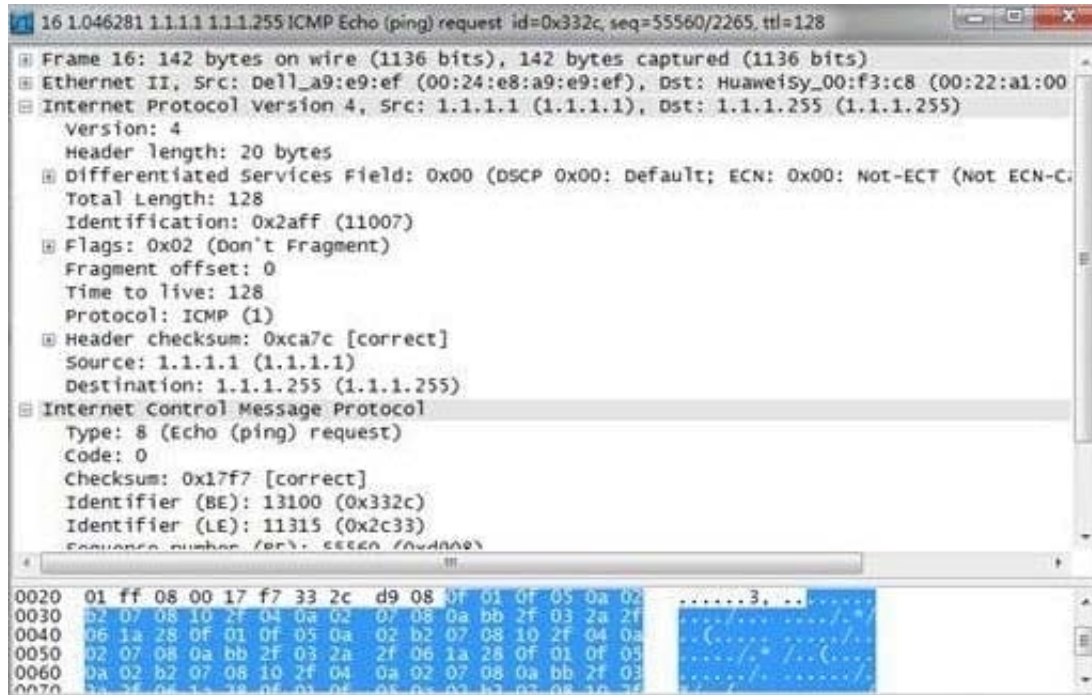 16 1.046281 1.1.1.1 1.1.1.255 ICMP Echo (ping) request id=0x332c, seq=55560/2265, ttl=128
Frame 16: 142 bytes on wire (1136 bits), 142 bytes captured (1136 bits)
Ethernet II, Src: Dell_a9:e9:ef (00:24:e8:a9:e9:ef), Dst: HuaweiSy_00:f3:c8 (00:22:a1:00
Internet Protocol Version 4, Src: 1.1.1.1 (1.1.1.1), Dst: 1.1.1.255 (1.1.1.255)
Version: 4
Header length: 20 bytes
Differentiated Services Field: 0x00 (DSCP 0x00: Default; ECN: 0x00: Not-ECT (Not ECN-C
Total Length: 128
Identification: 0x2aff (11007)
Flags: 0x02 (Don't Fragment)
Fragment offset: 0
Time to live: 128
Protocol: ICMP (1)
Header checksum: 0xca7c [correct]
Source: 1.1.1.1 (1.1.1.1)
Destination: 1.1.1.255 (1.1.1.255)
Internet Control Message Protocol
Type: 8 (Echo (ping) request)
Code: 0
Checksum: 0x17f7 [correct]
Identifier (BE): 13100 (0x332c)
Identifier (LE): 11315 (0x2c33)
Sequence number (BE): 55560
0020 01 ff 08 00 17 f7 33 2c d9 08 0f 01 0f 05 0a 02 ......3, ........
0030 b2 07 08 10 2f 04 0a 02 07 08 0a bb 2f 03 2a 2f ..../... ..../.*/
0040 06 1a 28 0f 01 0f 05 0a 02 b2 07 08 10 2f 04 0a ..(..... ...../..
0050 02 07 08 0a bb 2f 03 2a 2f 06 1a 28 0f 01 0f 05 ...../.* /..(....
0060 0a 02 b2 07 08 10 2f 04 0a 02 07 08 0a bb 2f 03 ....../. ....../.
0070